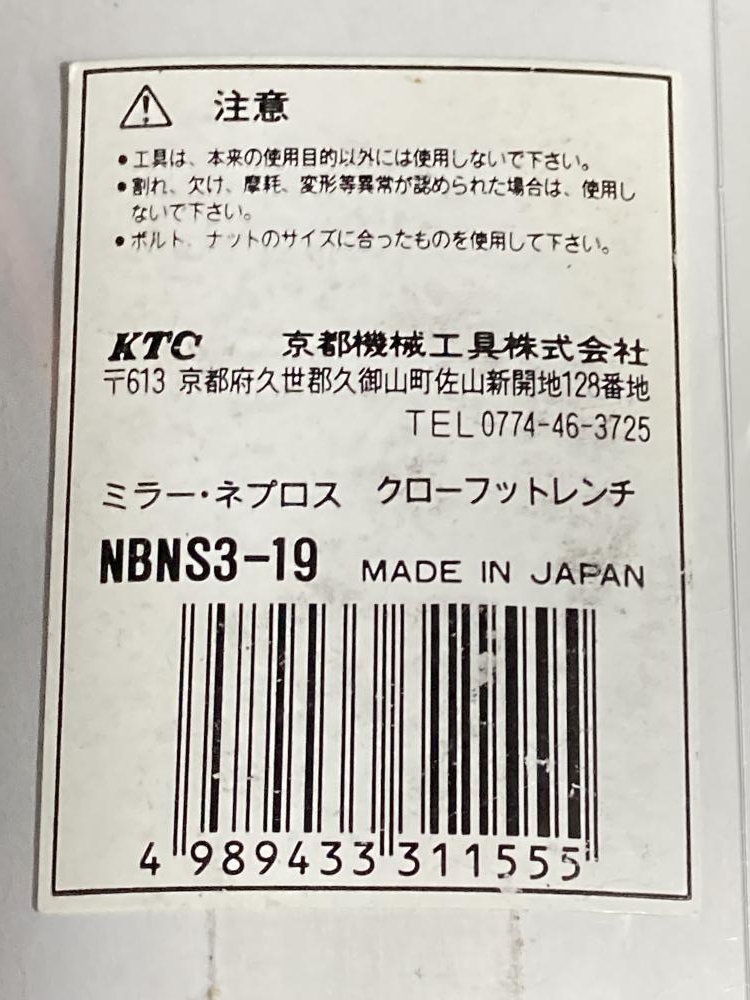 注意
•工具は、本来の使用目的以外には使用しないで下さい。
•割れ、欠け、摩耗、変形等異常が認められた場合は、使用し
ないで下さい。
•ボルト、ナットのサイズに合ったものを使用して下さい。
KTC 京都機械工具株式会社
〒613 京都府久世郡久御山町佐山新開地128番地
TEL 0774-46-3725
ミラー・ネプロス クローフットレンチ
NBNS3-19 MADE IN JAPAN
4 989433 311555